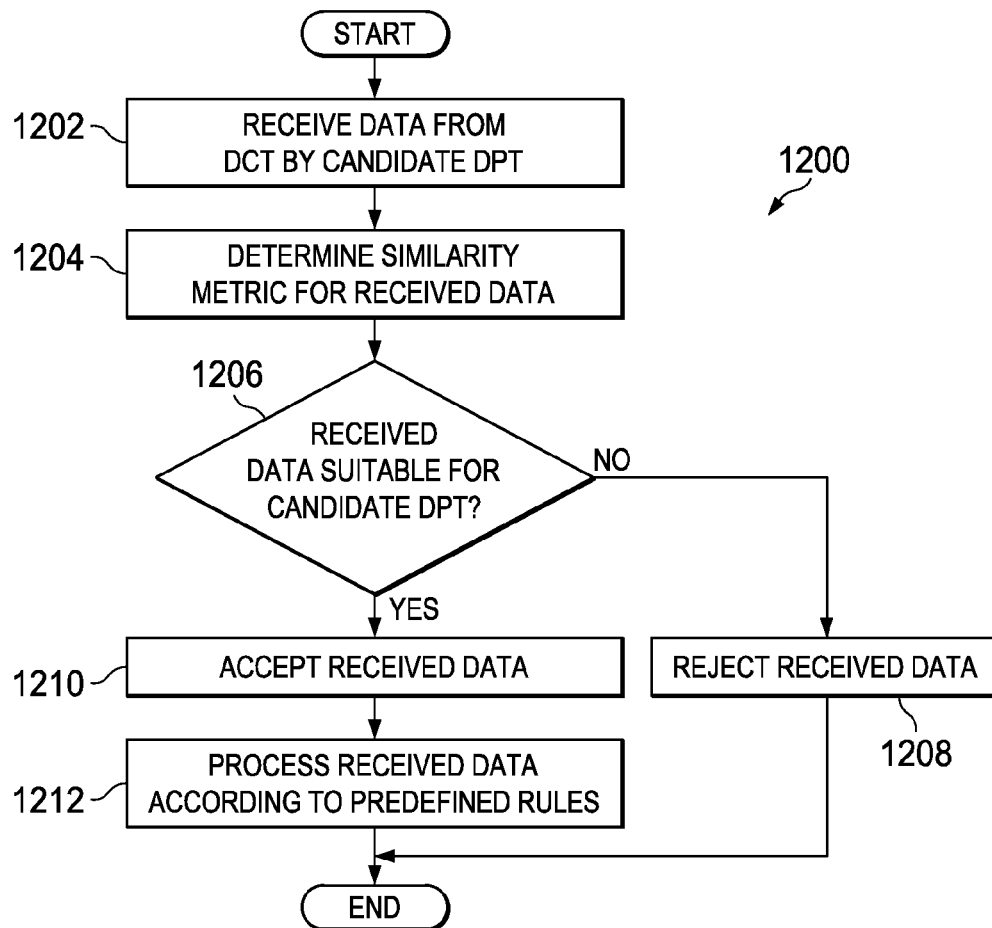 START
1202
RECEIVE DATA FROM
DCT BY CANDIDATE DPT
1200
1204
DETERMINE SIMILARITY
METRIC FOR RECEIVED DATA
1206
RECEIVED
DATA SUITABLE FOR
CANDIDATE DPT?
NO
YES
1210
ACCEPT RECEIVED DATA
REJECT RECEIVED DATA
1208
1212
PROCESS RECEIVED DATA
ACCORDING TO PREDEFINED RULES
END